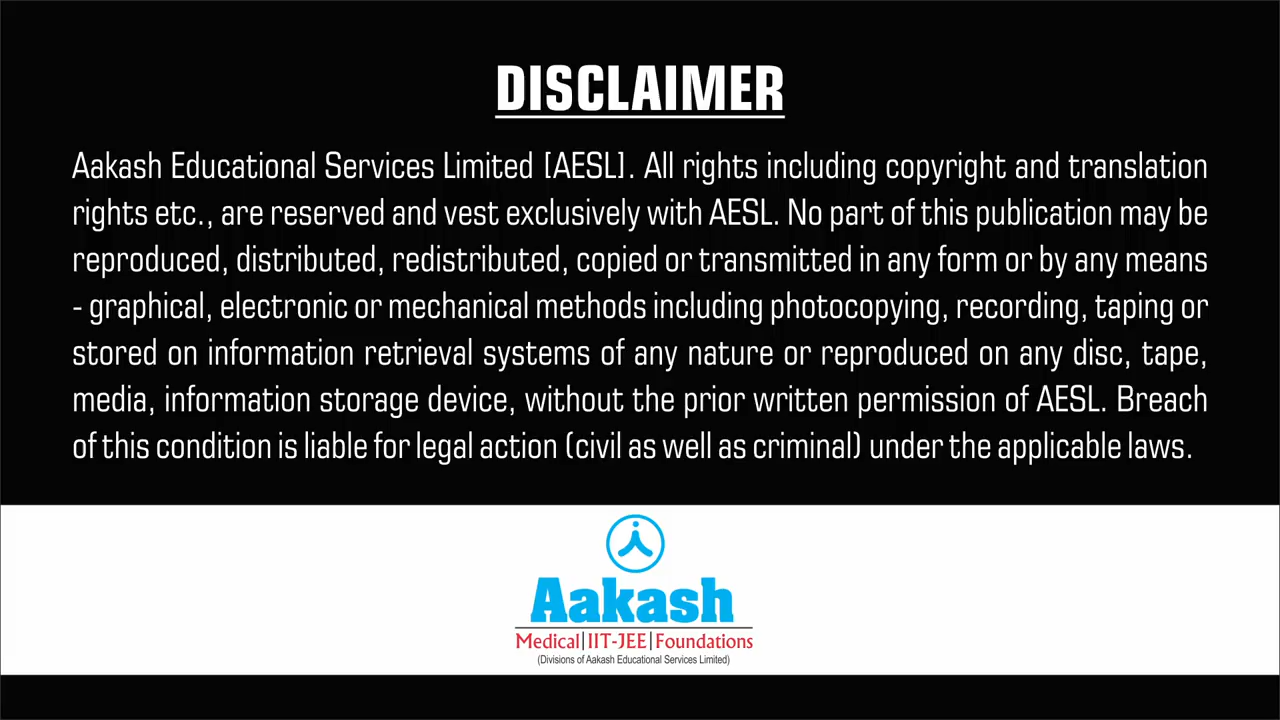 DISCLAIMER
Aakash Educational Services Limited [AESL]. All rights including copyright and translation
rights etc., are reserved and vest exclusively with AESL. No part of this publication may be
reproduced, distributed, redistributed, copied or transmitted in any form or by any means
- graphical, electronic or mechanical methods including photocopying, recording, taping or
stored on information retrieval systems of any nature or reproduced on any disc, tape,
media, information storage device, without the prior written permission of AESL. Breach
of this condition is liable for legal action (civil as well as criminal) under the applicable laws.
Aakash
Medical|IIT-JEE|Foundations
(Divisions of Aakash Educational Services Limited)